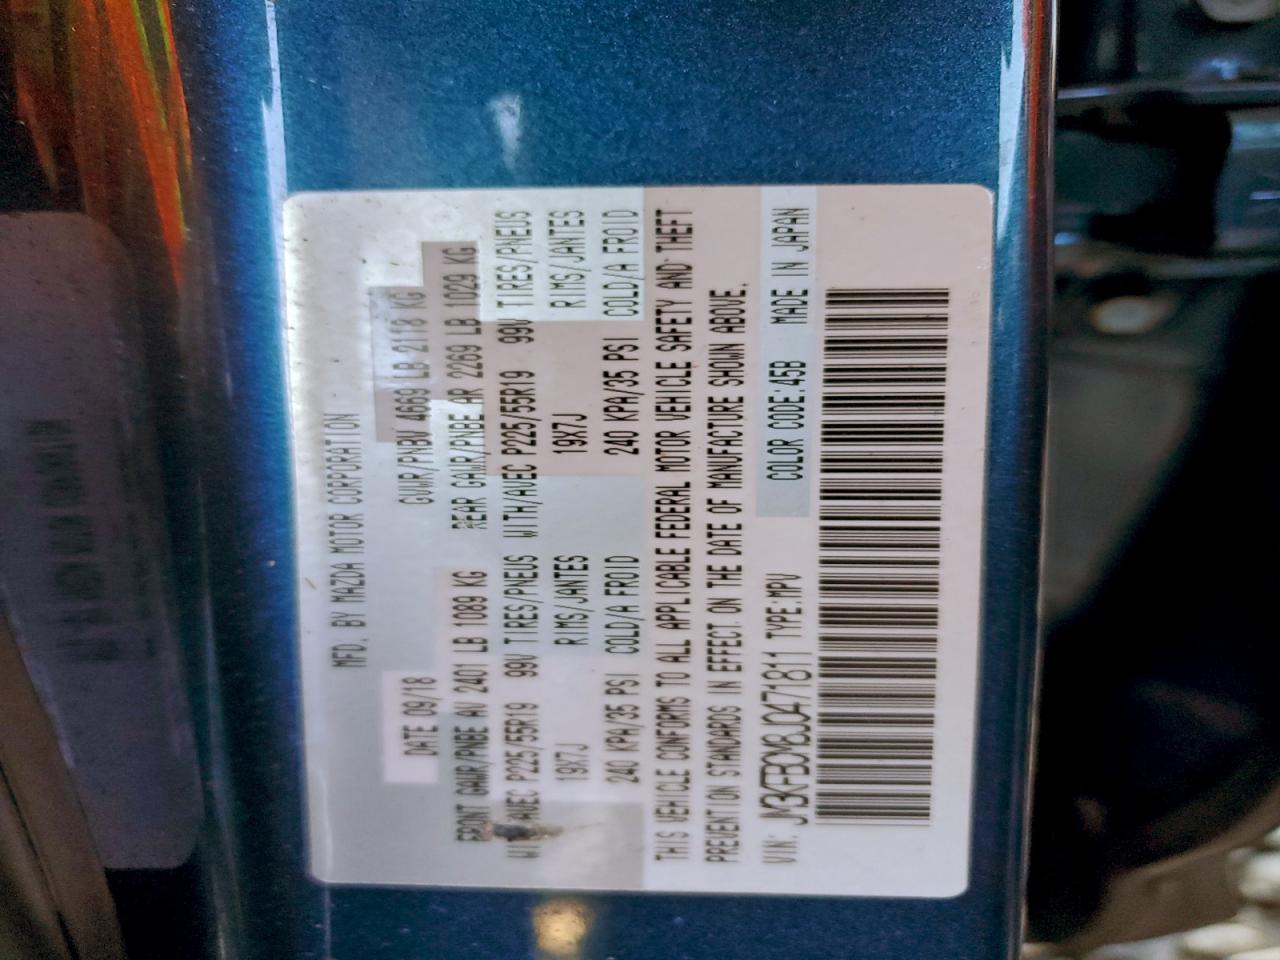 MFD. BY MAZDA MOTOR CORPORATION
DATE 09/18 GVWR/PNBV 4669 LB 2118 KG
FRONT GAWR/PNBE AV 2401 LB 1089 KG REAR GAWR/PNBE AR 2269 LB 1029 KG
AVEC P225/55R19 99V TIRES/PNEUS WITH/AVEC P225/55R19 99V TIRES/PNEUS
19X7J RIMS/JANTES 19X7J RIMS/JANTES
240 KPA/35 PSI COLD/A FROID 240 KPA/35 PSI COLD/A FROID
THIS VEHICLE CONFORMS TO ALL APPLICABLE FEDERAL MOTOR VEHICLE SAFETY AND THEFT
PREVENTION STANDARDS IN EFFECT ON THE DATE OF MANUFACTURE SHOWN ABOVE.
VIN: JM3KFBCM8J0471811 TYPE:MPV COLOR CODE:45B MADE IN JAPAN